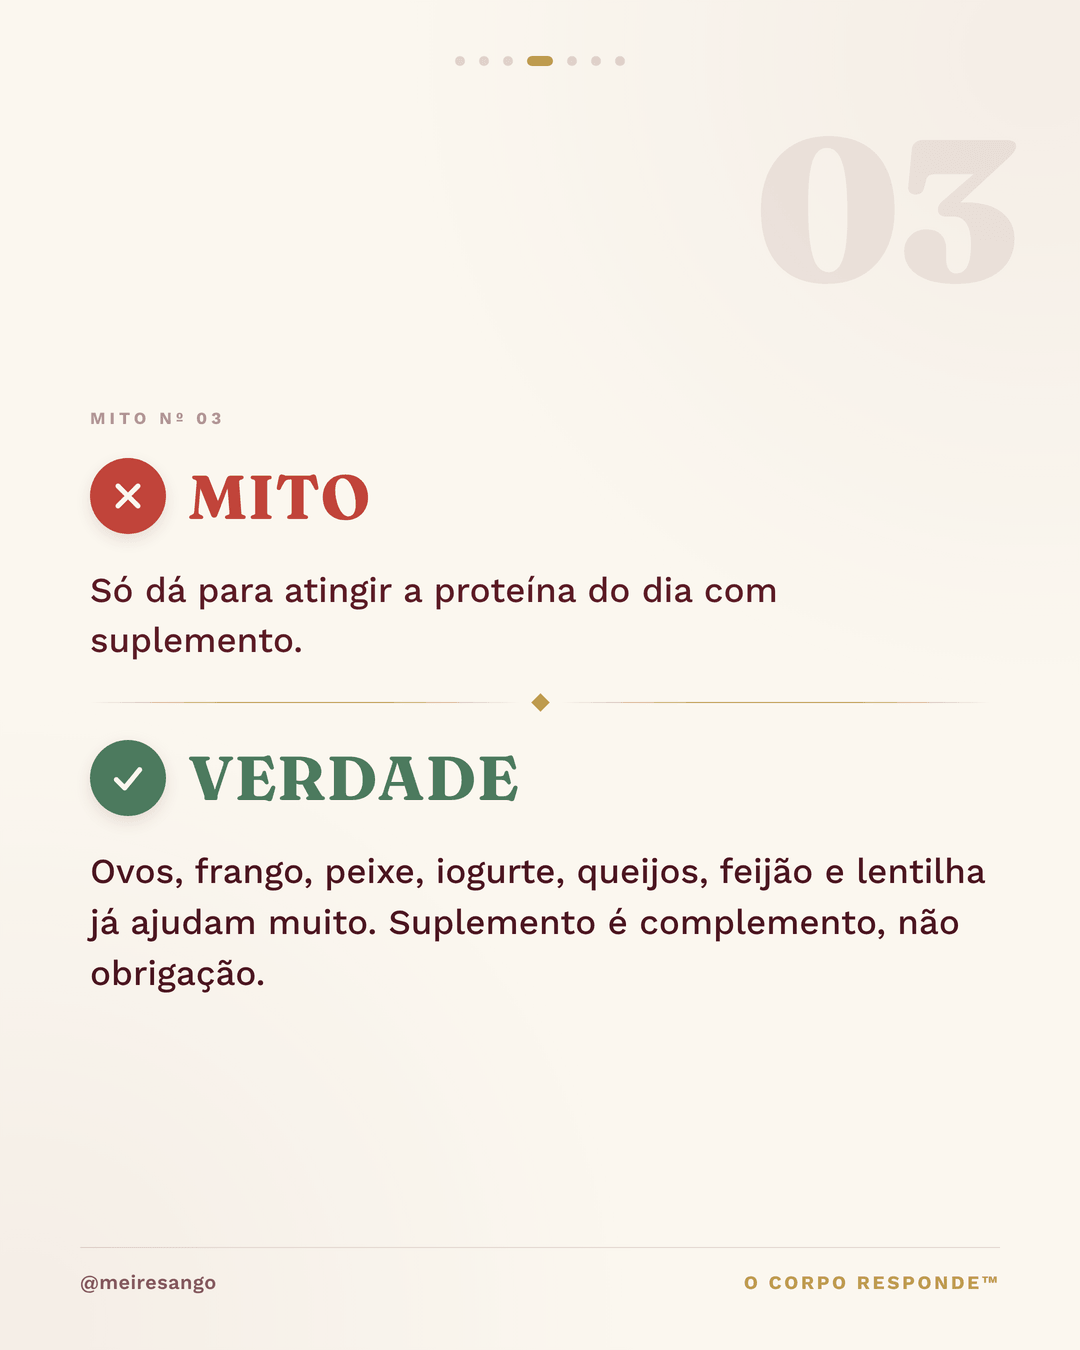 03
MITO Nº 03
MITO
Só dá para atingir a proteína do dia com
suplemento.
VERDADE
Ovos, frango, peixe, iogurte, queijos, feijão e lentilha
já ajudam muito. Suplemento é complemento, não
obrigação.
@meiresango
O CORPO RESPONDE™